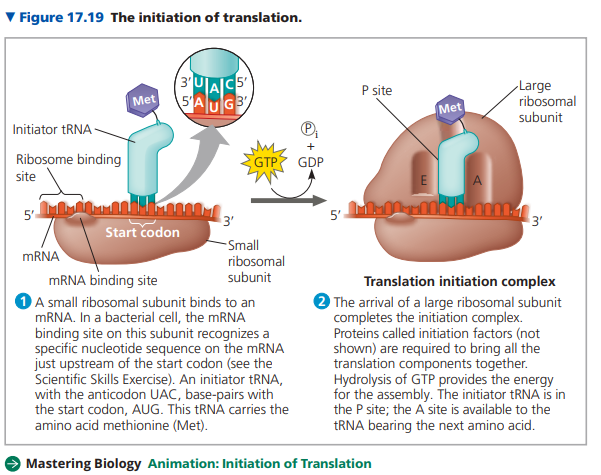 ▼ Figure 17.19 The initiation of translation.
Met
3' U A C 5'
5' A U G 3'
Initiator tRNA
Ribosome binding
site
5'
3'
Start codon
mRNA
mRNA binding site
Small
ribosomal
subunit
GTP
Pi
+
GDP
P site
Met
Large
ribosomal
subunit
E
A
5'
3'
Translation initiation complex
1 A small ribosomal subunit binds to an
mRNA. In a bacterial cell, the mRNA
binding site on this subunit recognizes a
specific nucleotide sequence on the mRNA
just upstream of the start codon (see the
Scientific Skills Exercise). An initiator tRNA,
with the anticodon UAC, base-pairs with
the start codon, AUG. This tRNA carries the
amino acid methionine (Met).
2 The arrival of a large ribosomal subunit
completes the initiation complex.
Proteins called initiation factors (not
shown) are required to bring all the
translation components together.
Hydrolysis of GTP provides the energy
for the assembly. The initiator tRNA is in
the P site; the A site is available to the
tRNA bearing the next amino acid.
Mastering Biology Animation: Initiation of Translation